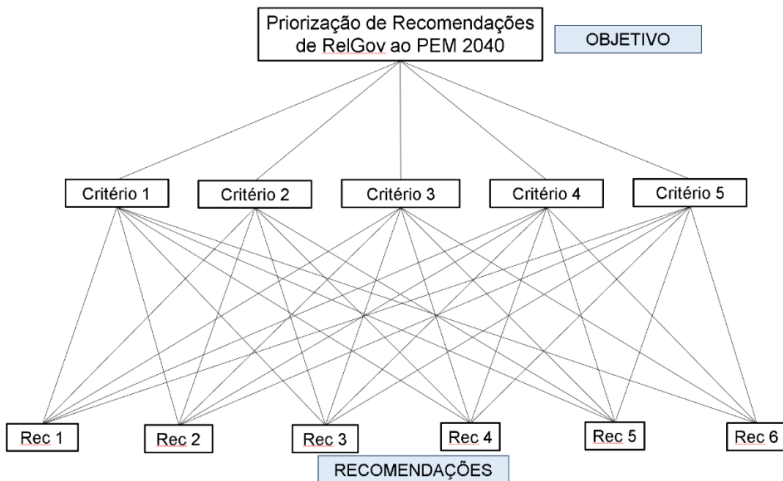 Priorização de Recomendações
de RelGov ao PEM 2040
OBJETIVO
Critério 1
Critério 2
Critério 3
Critério 4
Critério 5
Rec 1
Rec 2
Rec 3
Rec 4
Rec 5
Rec 6
RECOMENDAÇÕES